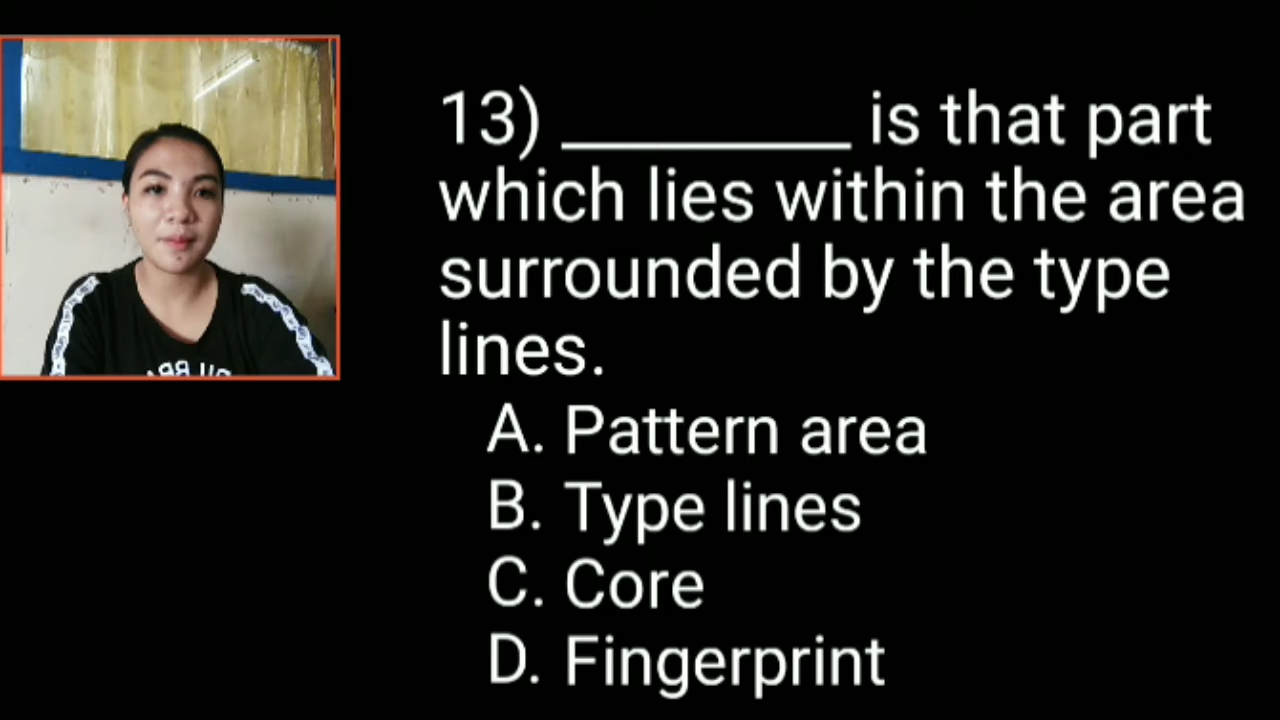 13) _________ is that part
which lies within the area
surrounded by the type
lines.
A. Pattern area
B. Type lines
C. Core
D. Fingerprint